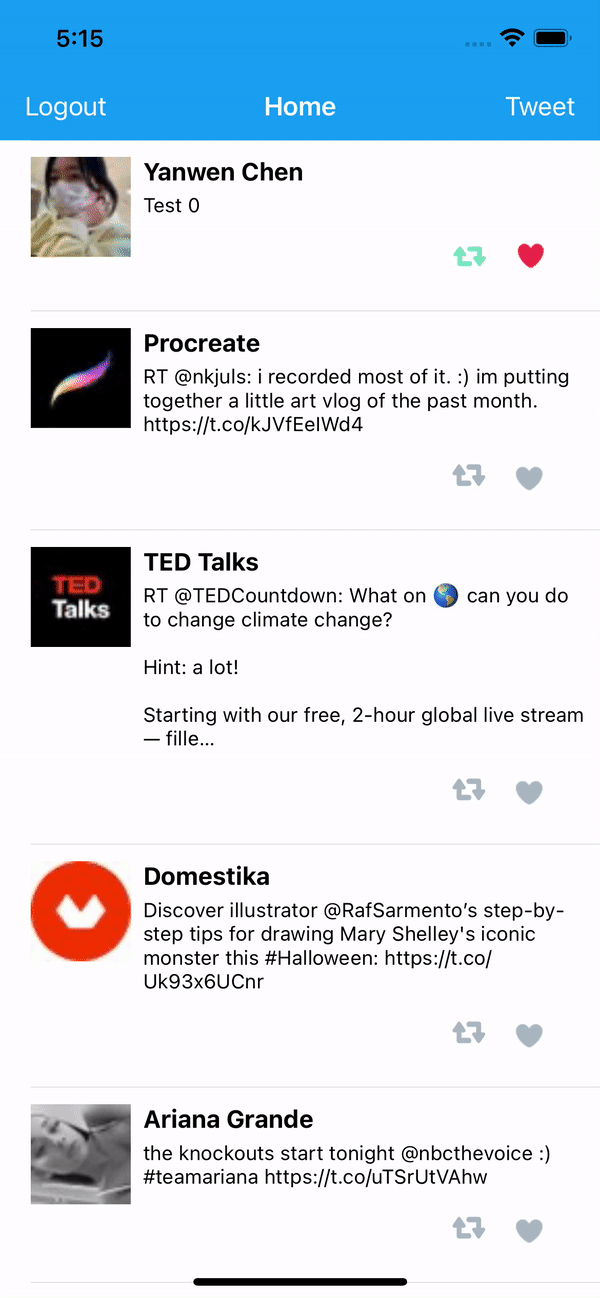 5:15
Logout Home Tweet
Yanwen Chen
Test 0
Procreate
RT @nkjuls: i recorded most of it. :) im putting
together a little art vlog of the past month.
https://t.co/kJVfEeIWd4
TED
Talks
TED Talks
RT @TEDCountdown: What on 🌎 can you do
to change climate change?
Hint: a lot!
Starting with our free, 2-hour global live stream
— fille…
Domestika
Discover illustrator @RafSarmento’s step-by-
step tips for drawing Mary Shelley's iconic
monster this #Halloween: https://t.co/
Uk93x6UCnr
Ariana Grande
the knockouts start tonight @nbcthevoice :)
#teamariana https://t.co/uTSrUtVAhw